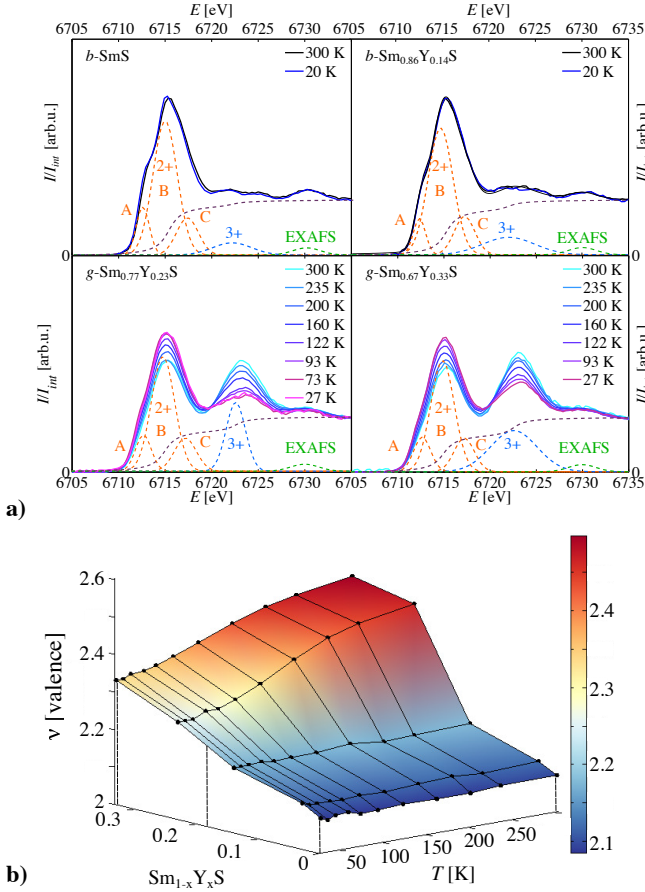 E [eV]
E [eV]
6705 6710 6715 6720 6725 6730 6705 6710 6715 6720 6725 6730 6735
b-SmS
300 K
20 K
A
2+
B
C
3+
EXAFS
I/I_int [arb.u.]
0
b-Sm0.86Y0.14S
300 K
20 K
A
2+
B
C
3+
EXAFS
I/I
0
g-Sm0.77Y0.23S
300 K
235 K
200 K
160 K
122 K
93 K
73 K
27 K
A
2+
B
C
3+
EXAFS
I/I_int [arb.u.]
0
g-Sm0.67Y0.33S
300 K
235 K
200 K
160 K
122 K
93 K
27 K
A
2+
B
C
3+
EXAFS
I/I
0
6705 6710 6715 6720 6725 6730 6705 6710 6715 6720 6725 6730 6735
E [eV]
E [eV]
a)
2.6
2.4
2.2
2
ν [valence]
0.3
0.2
0.1
0
Sm1-xYxS
50 100 150 200 250
T [K]
2.4
2.3
2.2
2.1
b)